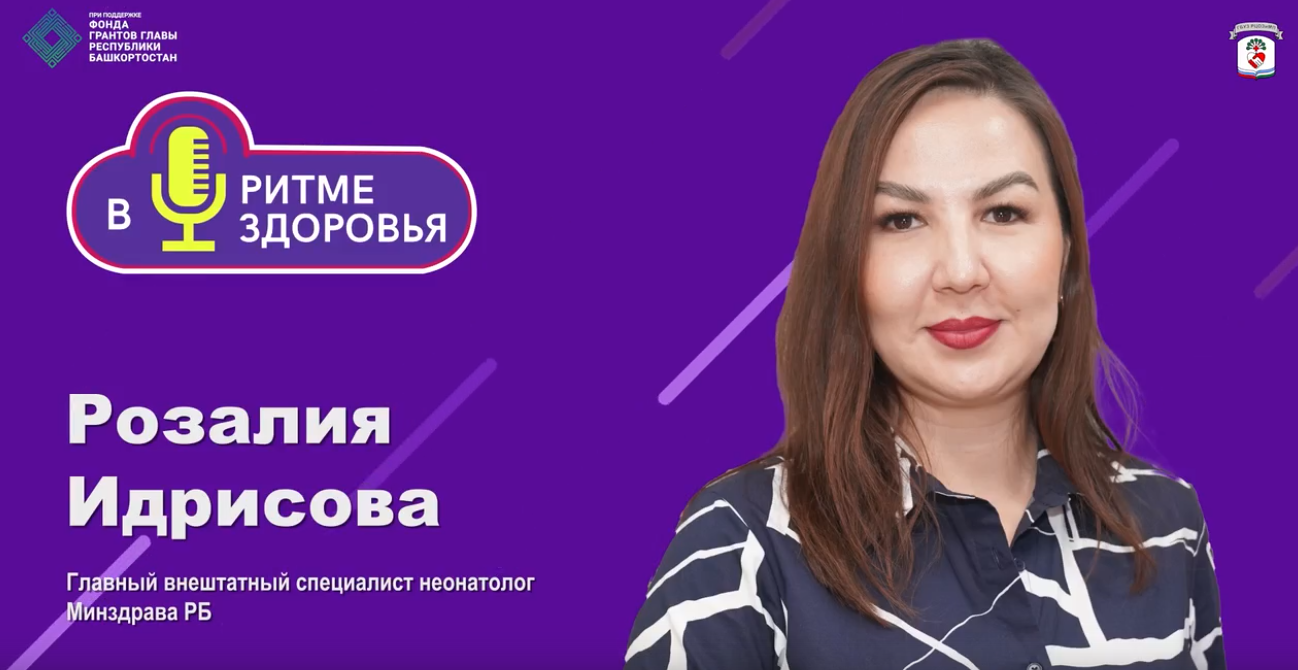 ПРИ ПОДДЕРЖКЕ
ФОНДА
ГРАНТОВ ГЛАВЫ
РЕСПУБЛИКИ
БАШКОРТОСТАН
В РИТМЕ
ЗДОРОВЬЯ
Розалия
Идрисова
Главный внештатный специалист неонатолог
Минздрава РБ